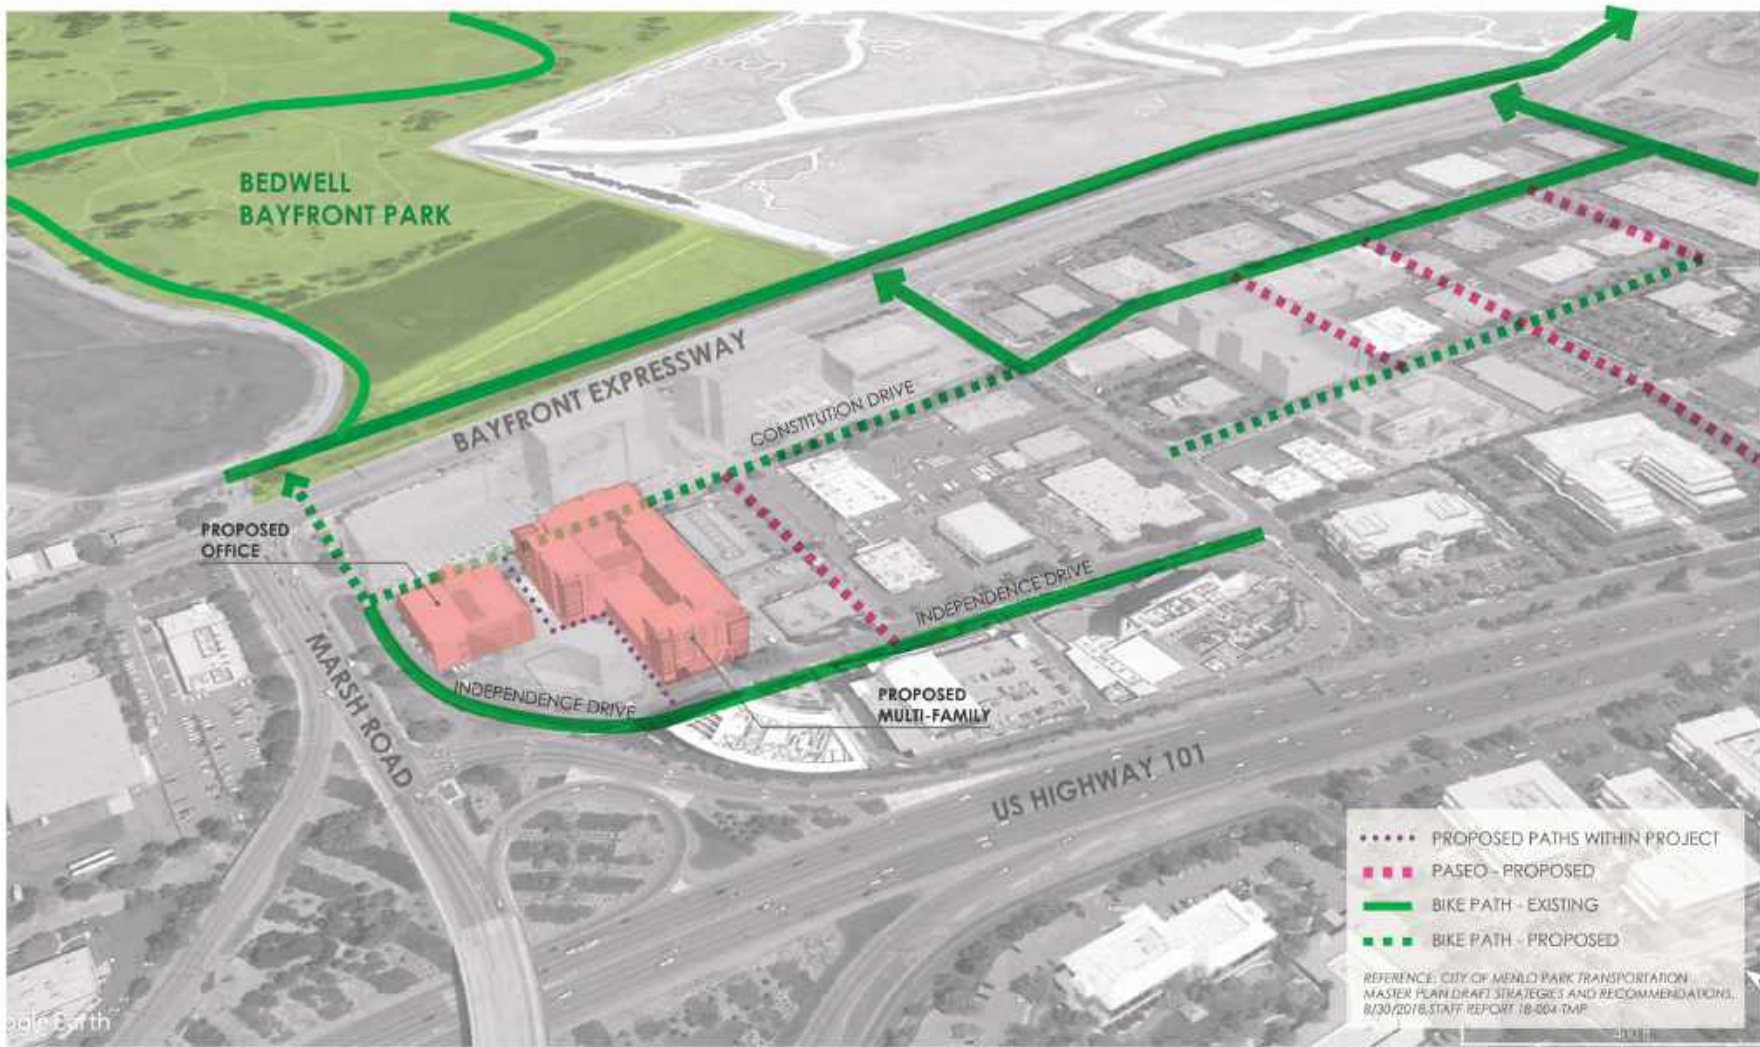 BEDWELL
BAYFRONT PARK
BAYFRONT EXPRESSWAY
CONSTITUTION DRIVE
PROPOSED
OFFICE
INDEPENDENCE DRIVE
MARSH ROAD
INDEPENDENCE DRIVE
PROPOSED
MULTI-FAMILY
US HIGHWAY 101
PROPOSED PATHS WITHIN PROJECT
PASEO - PROPOSED
BIKE PATH - EXISTING
BIKE PATH - PROPOSED
REFERENCE: CITY OF MENLO PARK TRANSPORTATION
MASTER PLAN DRAFT STRATEGIES AND RECOMMENDATIONS,
8/30/2018,STAFF REPORT 18-004-TMP
ogle Earth